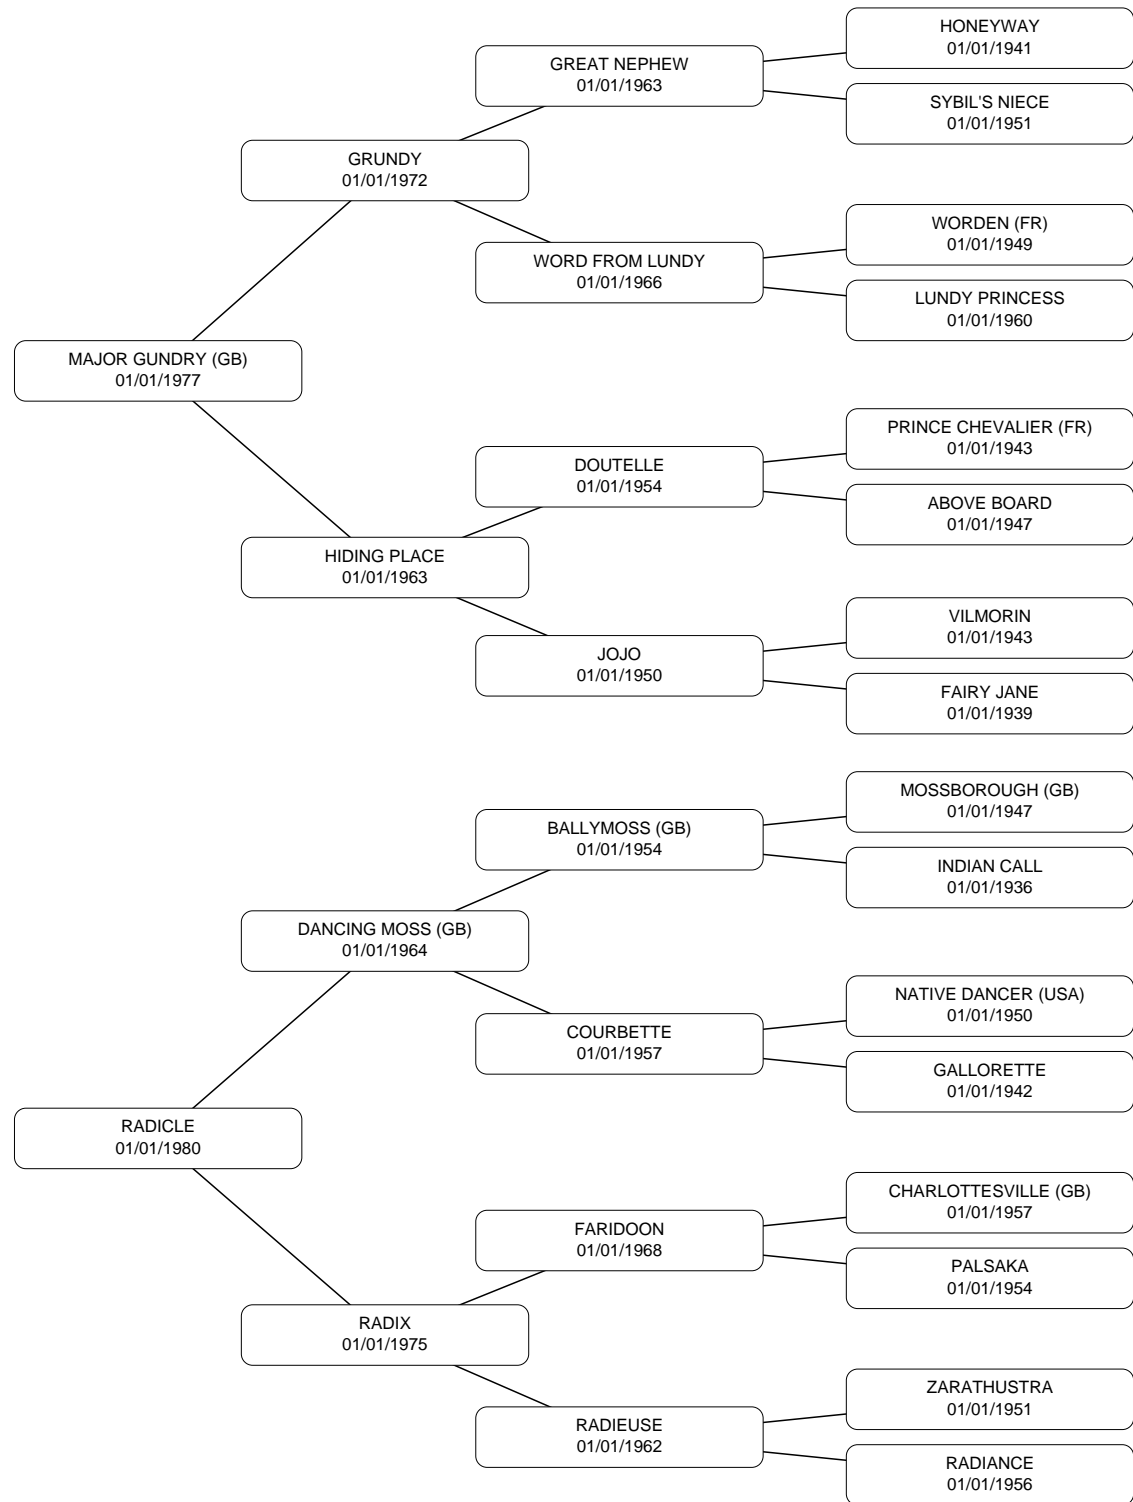 HONEYWAY
01/01/1941
GREAT NEPHEW
01/01/1963
SYBIL'S NIECE
01/01/1951
GRUNDY
01/01/1972
WORDEN (FR)
01/01/1949
WORD FROM LUNDY
01/01/1966
LUNDY PRINCESS
01/01/1960
MAJOR GUNDRY (GB)
01/01/1977
PRINCE CHEVALIER (FR)
01/01/1943
DOUTELLE
01/01/1954
ABOVE BOARD
01/01/1947
HIDING PLACE
01/01/1963
VILMORIN
01/01/1943
JOJO
01/01/1950
FAIRY JANE
01/01/1939
MOSSBOROUGH (GB)
01/01/1947
BALLYMOSS (GB)
01/01/1954
INDIAN CALL
01/01/1936
DANCING MOSS (GB)
01/01/1964
NATIVE DANCER (USA)
01/01/1950
COURBETTE
01/01/1957
GALLORETTE
01/01/1942
RADICLE
01/01/1980
CHARLOTTESVILLE (GB)
01/01/1957
FARIDOON
01/01/1968
PALSAKA
01/01/1954
RADIX
01/01/1975
ZARATHUSTRA
01/01/1951
RADIEUSE
01/01/1962
RADIANCE
01/01/1956